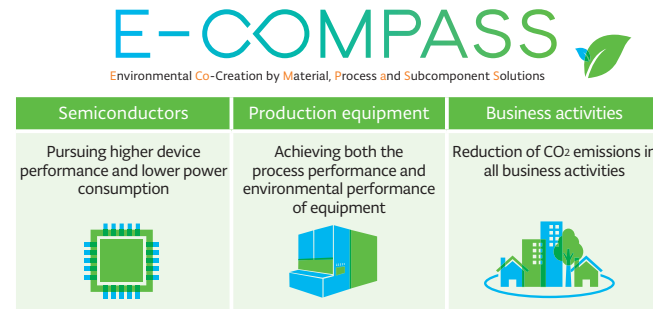 E-COMPASS
Environmental Co-Creation by Material, Process and Subcomponent Solutions
Semiconductors
Production equipment
Business activities
Pursuing higher device
performance and lower power
consumption
Achieving both the
process performance and
environmental performance
of equipment
Reduction of CO2 emissions in
all business activities